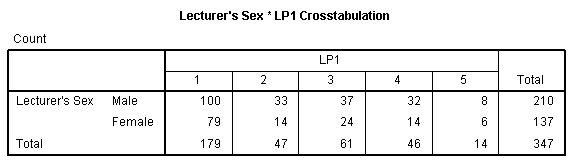 Lecturer's Sex * LP1 Crosstabulation
Count
LP1
1 2 3 4 5 Total
Lecturer's Sex Male 100 33 37 32 8 210
Female 79 14 24 14 6 137
Total 179 47 61 46 14 347